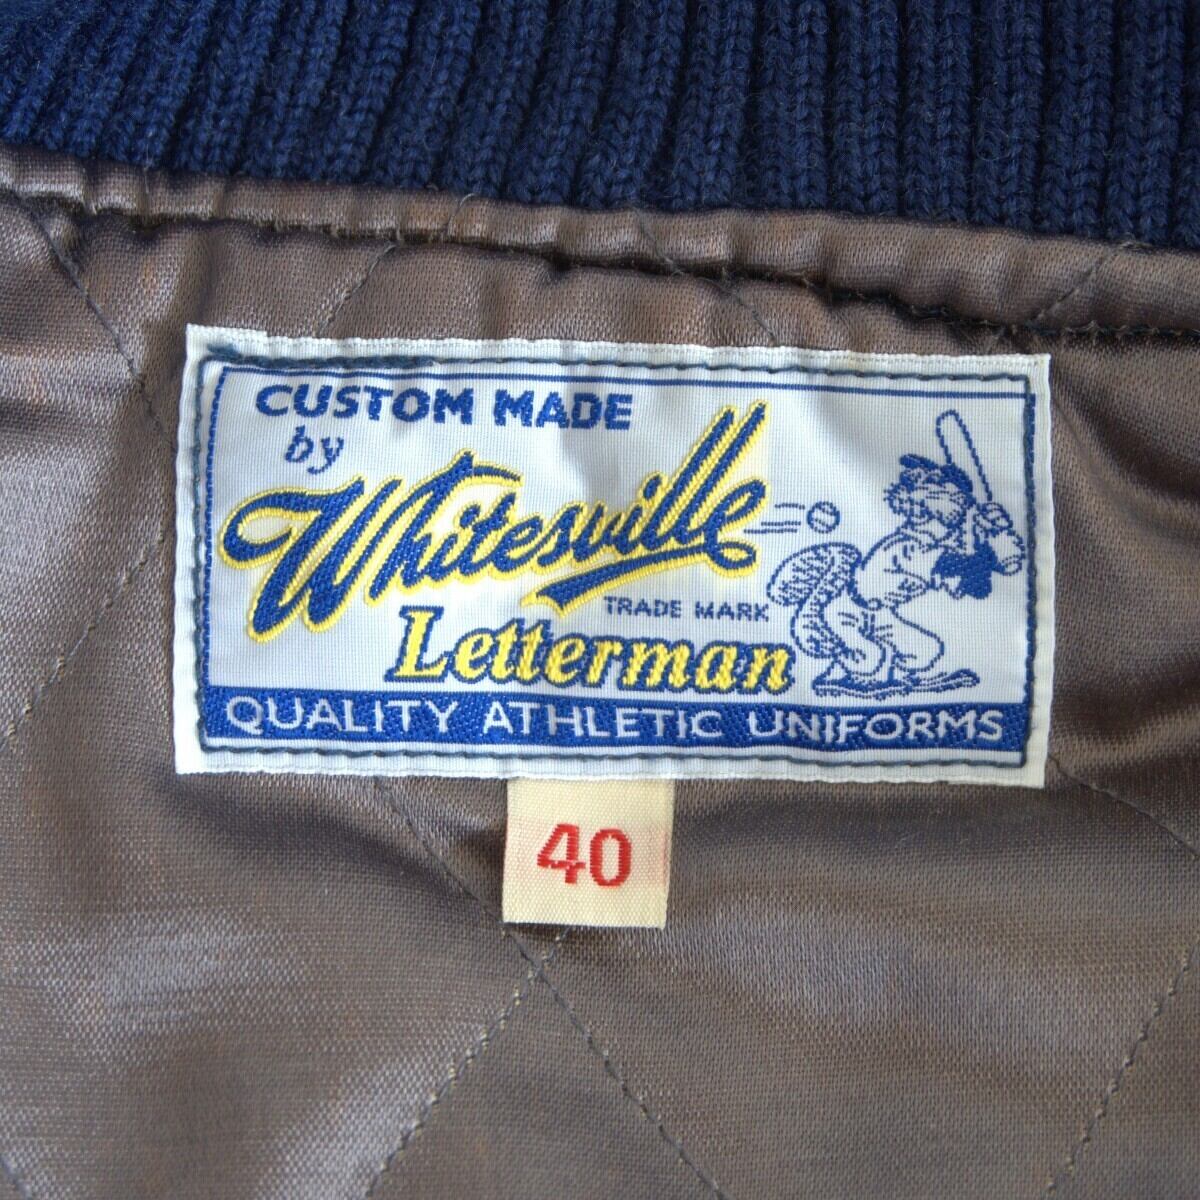 CUSTOM MADE
by
Whitesville
TRADE MARK
Letterman
QUALITY ATHLETIC UNIFORMS
40